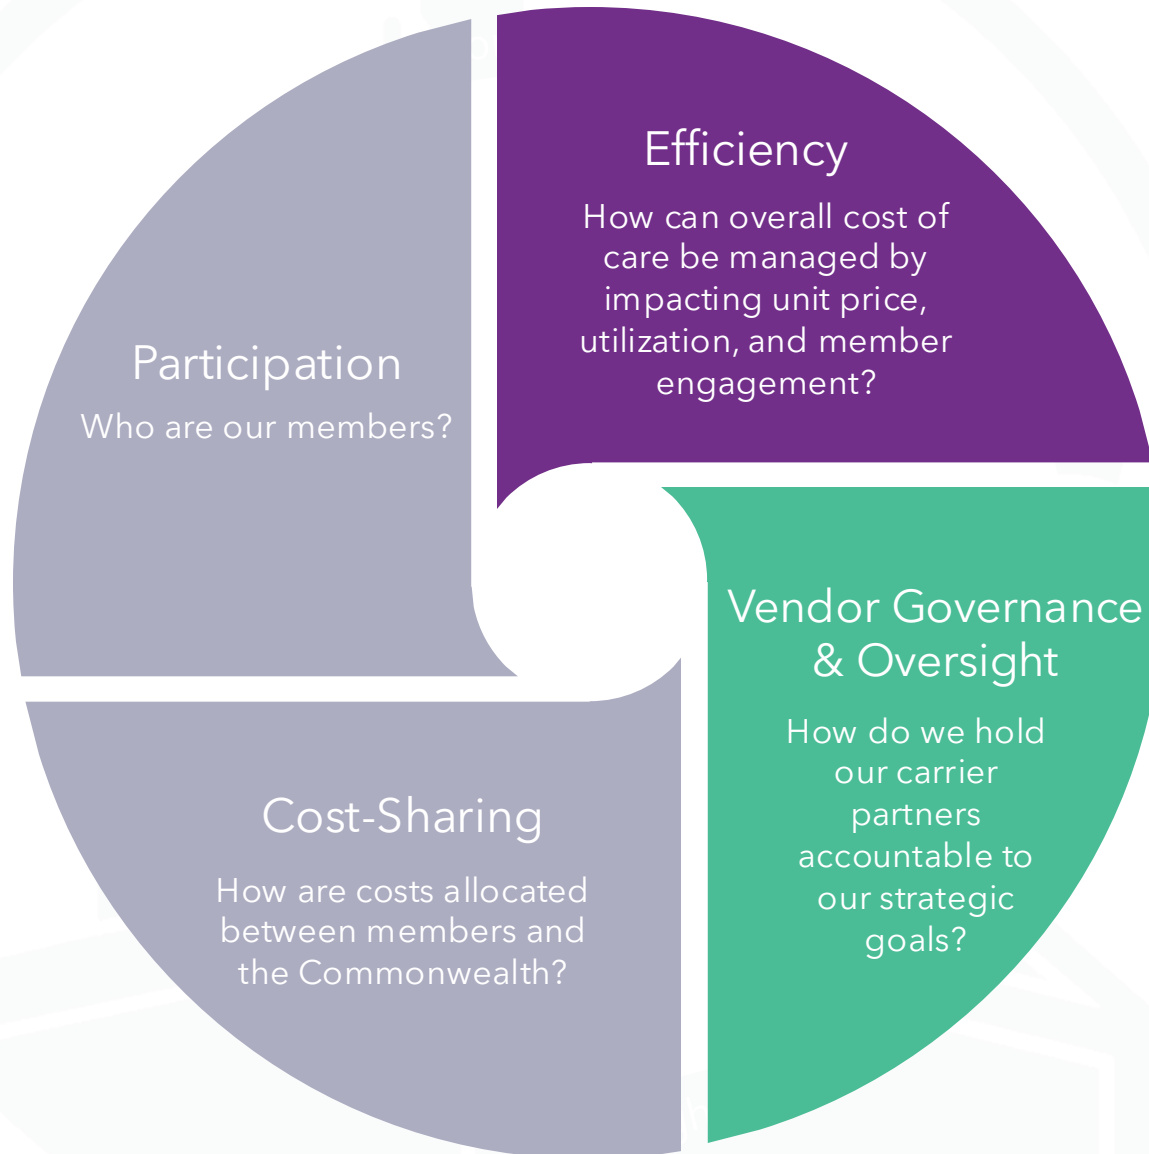 Efficiency
How can overall cost of
care be managed by
impacting unit price,
utilization, and member
engagement?
Participation
Who are our members?
Vendor Governance
& Oversight
How do we hold
our carrier
partners
accountable to
our strategic
goals?
Cost-Sharing
How are costs allocated
between members and
the Commonwealth?